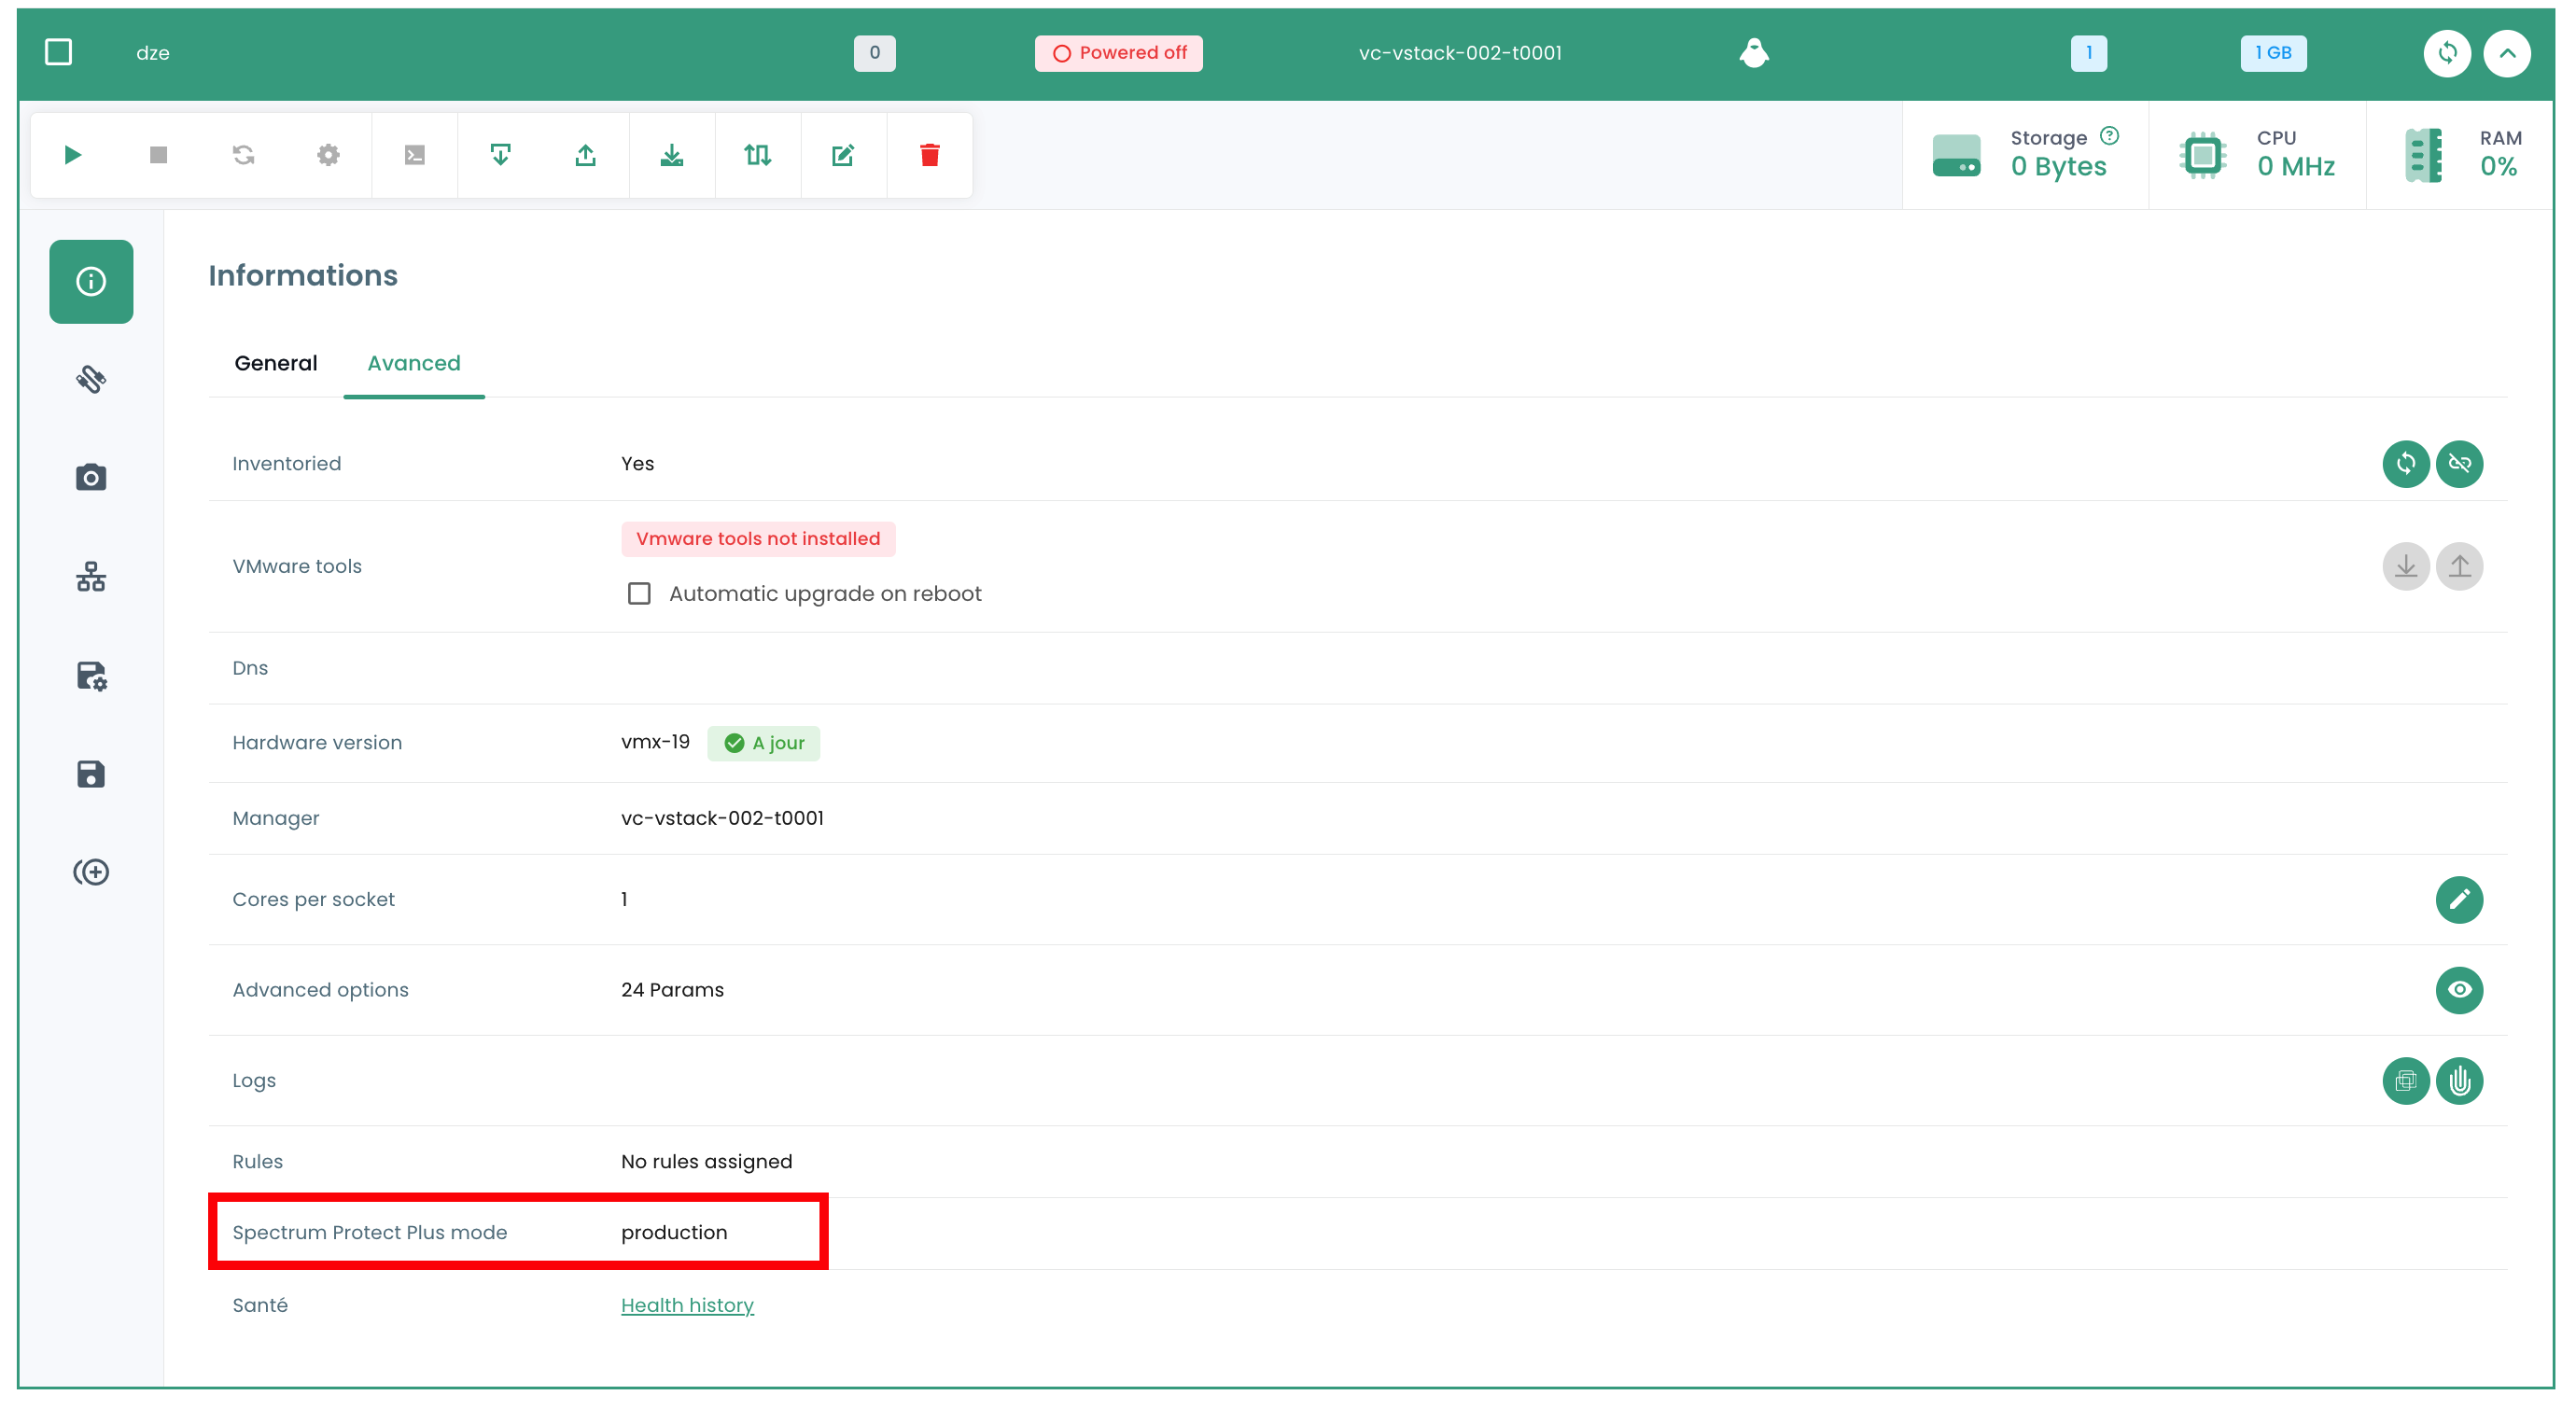 dze 0 Powered off vc-vstack-002-t0001 1 1 GB
Storage CPU RAM
0 Bytes 0 MHz 0%
Informations
General Avanced
Inventoried Yes
Vmware tools not installed
VMware tools
Automatic upgrade on reboot
Dns
Hardware version vmx-19 A jour
Manager vc-vstack-002-t0001
Cores per socket 1
Advanced options 24 Params
Logs
Rules No rules assigned
Spectrum Protect Plus mode production
Santé Health history